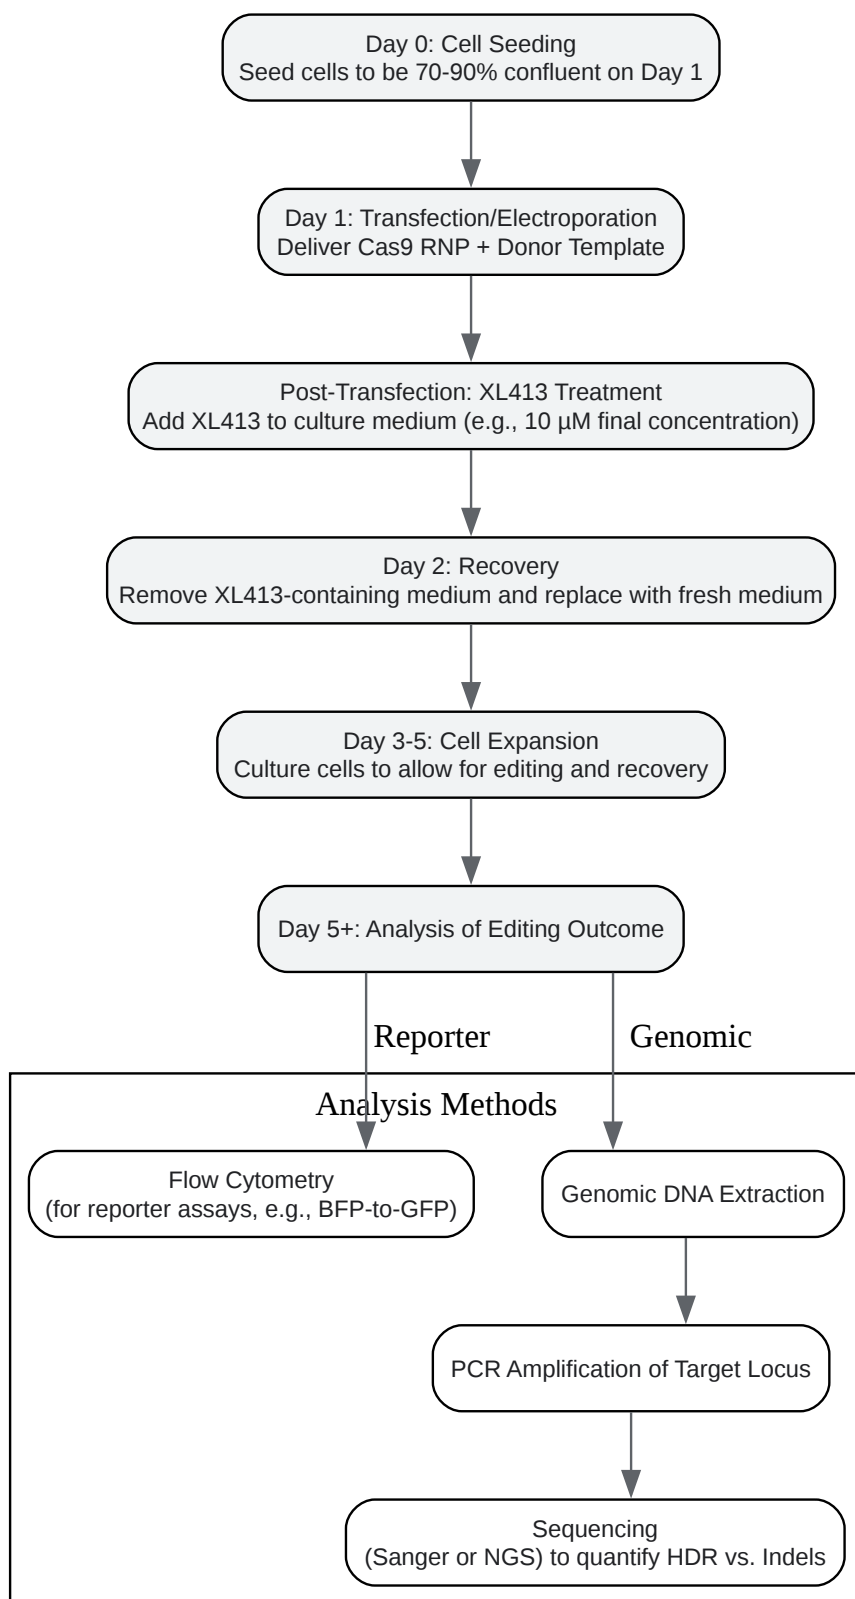 Day 0: Cell Seeding
Seed cells to be 70-90% confluent on Day 1
Day 1: Transfection/Electroporation
Deliver Cas9 RNP + Donor Template
Post-Transfection: XL413 Treatment
Add XL413 to culture medium (e.g., 10 µM final concentration)
Day 2: Recovery
Remove XL413-containing medium and replace with fresh medium
Day 3-5: Cell Expansion
Culture cells to allow for editing and recovery
Day 5+: Analysis of Editing Outcome
Reporter
Genomic
Analysis Methods
Flow Cytometry
(for reporter assays, e.g., BFP-to-GFP)
Genomic DNA Extraction
PCR Amplification of Target Locus
Sequencing
(Sanger or NGS) to quantify HDR vs. Indels